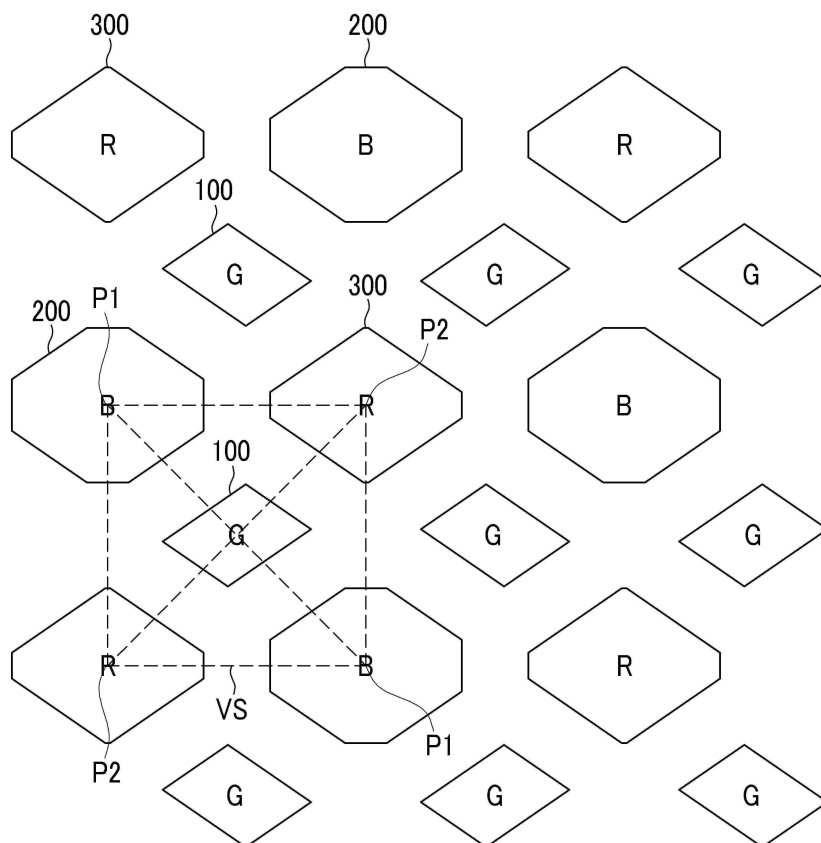 300 200
R B R
100
G G G
P1
200 300
P2
B R B
100
G G G
R B R
VS
P2 P1
G G G